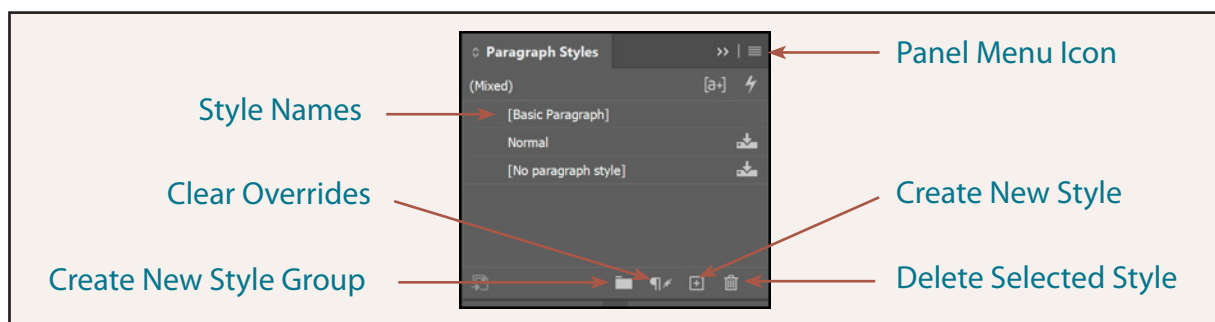 Paragraph Styles
Panel Menu Icon
(Mixed)
[a+]
Style Names
[Basic Paragraph]
Normal
[No paragraph style]
Clear Overrides
Create New Style
Create New Style Group
Delete Selected Style